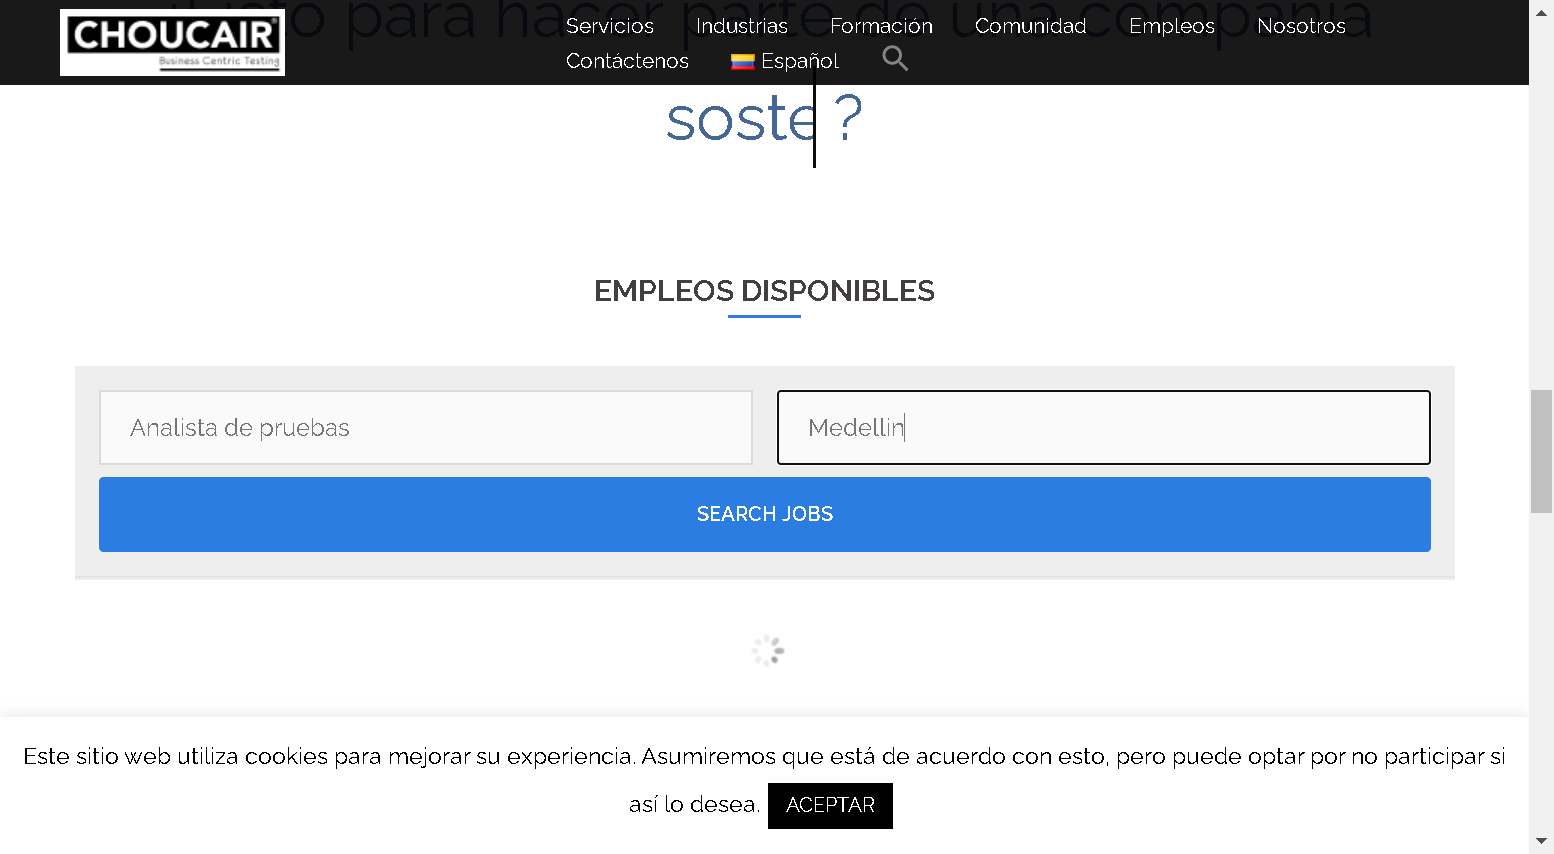 ¿Listo para hacer parte de una compañía
CHOUCAIR®
Business Centric Testing
Servicios Industrias Formación Comunidad Empleos Nosotros
Contáctenos Español
soste ?
EMPLEOS DISPONIBLES
Analista de pruebas
Medellin
SEARCH JOBS
Este sitio web utiliza cookies para mejorar su experiencia. Asumiremos que está de acuerdo con esto, pero puede optar por no participar si
así lo desea. ACEPTAR